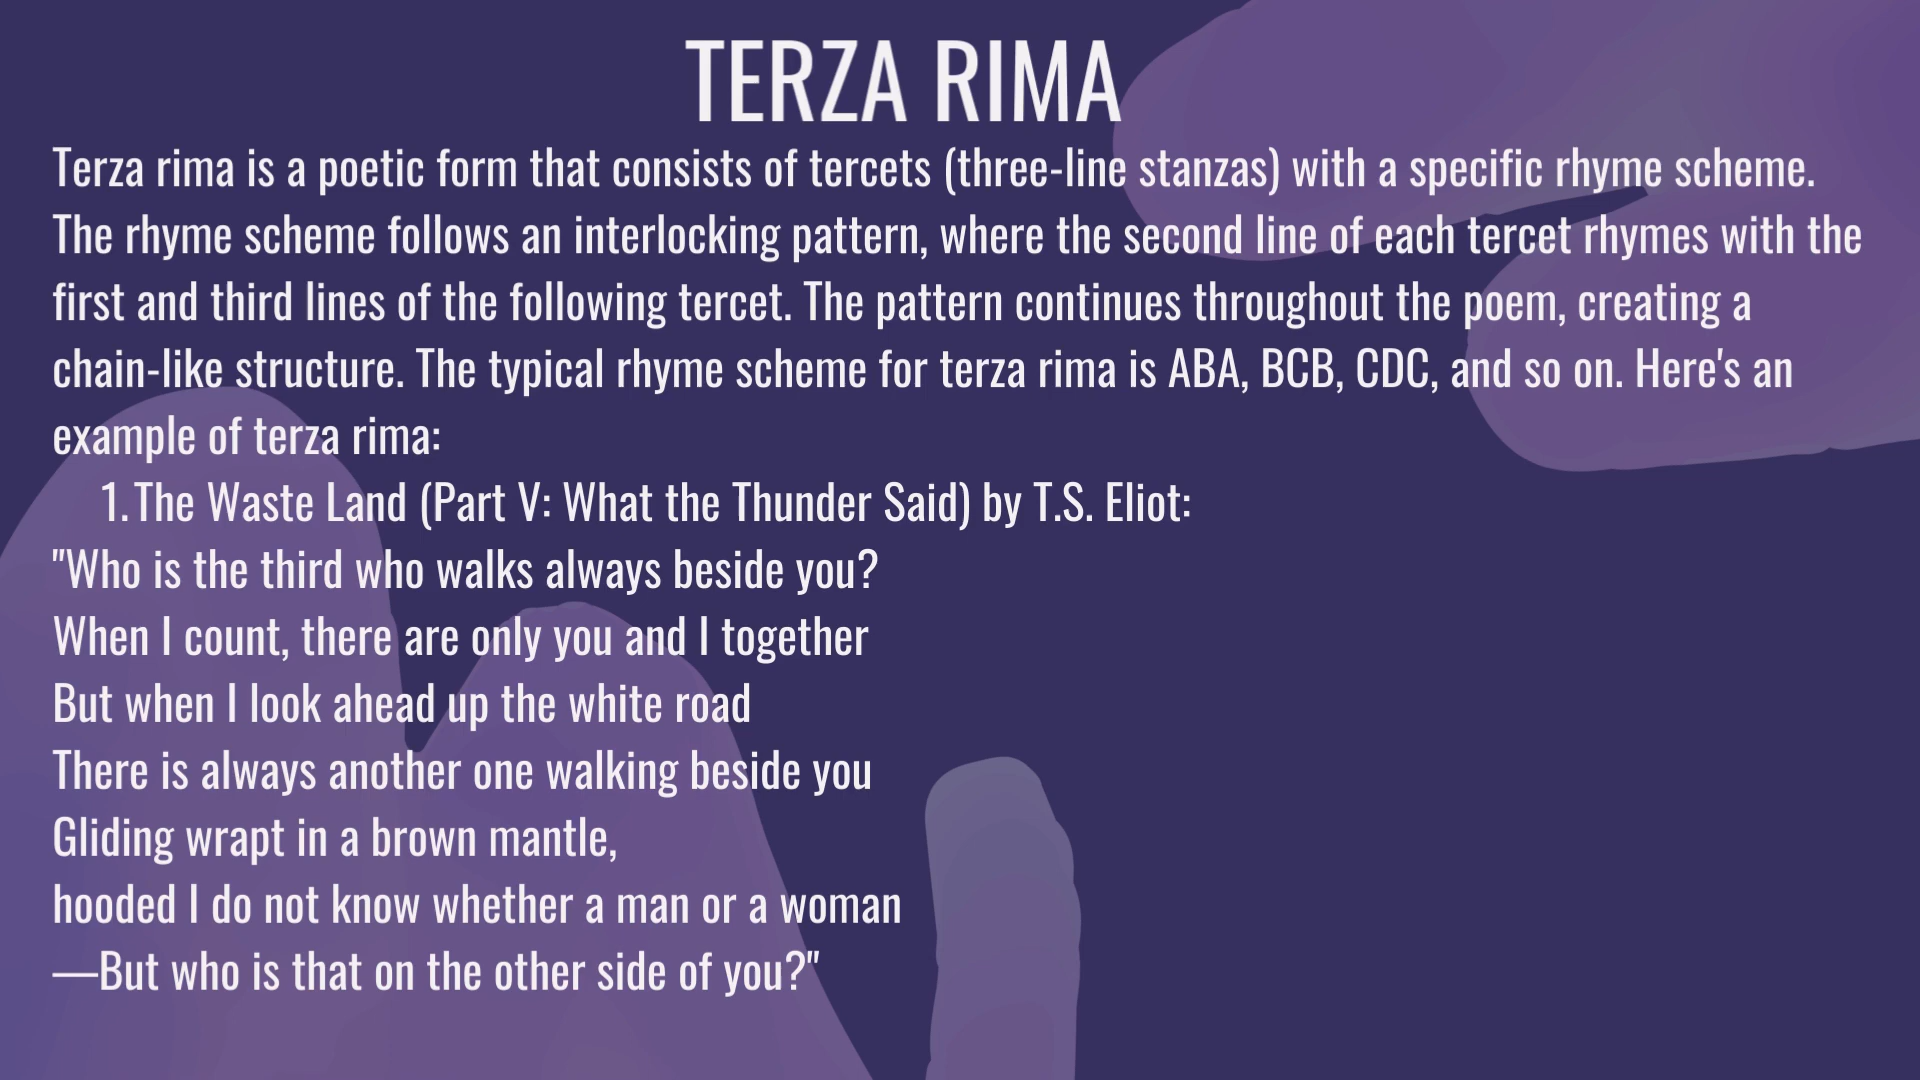 TERZA RIMA
Terza rima is a poetic form that consists of tercets (three-line stanzas) with a specific rhyme scheme.
The rhyme scheme follows an interlocking pattern, where the second line of each tercet rhymes with the
first and third lines of the following tercet. The pattern continues throughout the poem, creating a
chain-like structure. The typical rhyme scheme for terza rima is ABA, BCB, CDC, and so on. Here's an
example of terza rima:
1.The Waste Land (Part V: What the Thunder Said) by T.S. Eliot:
"Who is the third who walks always beside you?
When I count, there are only you and I together
But when I look ahead up the white road
There is always another one walking beside you
Gliding wrapt in a brown mantle,
hooded I do not know whether a man or a woman
—But who is that on the other side of you?"